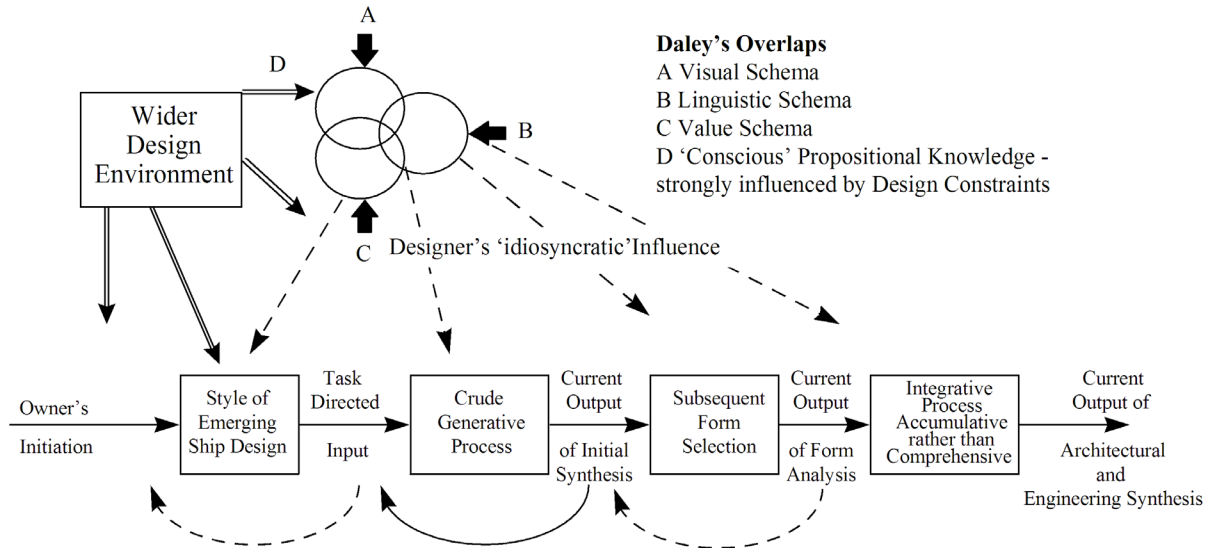 A
D
B
C
Wider
Design
Environment
Daley's Overlaps
A Visual Schema
B Linguistic Schema
C Value Schema
D ‘Conscious’ Propositional Knowledge -
strongly influenced by Design Constraints
Designer's ‘idiosyncratic’Influence
Owner's
Initiation
Style of
Emerging
Ship Design
Task
Directed
Input
Crude
Generative
Process
Current
Output
of Initial
Synthesis
Subsequent
Form
Selection
Current
Output
of Form
Analysis
Integrative
Process
Accumulative
rather than
Comprehensive
Current
Output of
Architectural
and
Engineering Synthesis